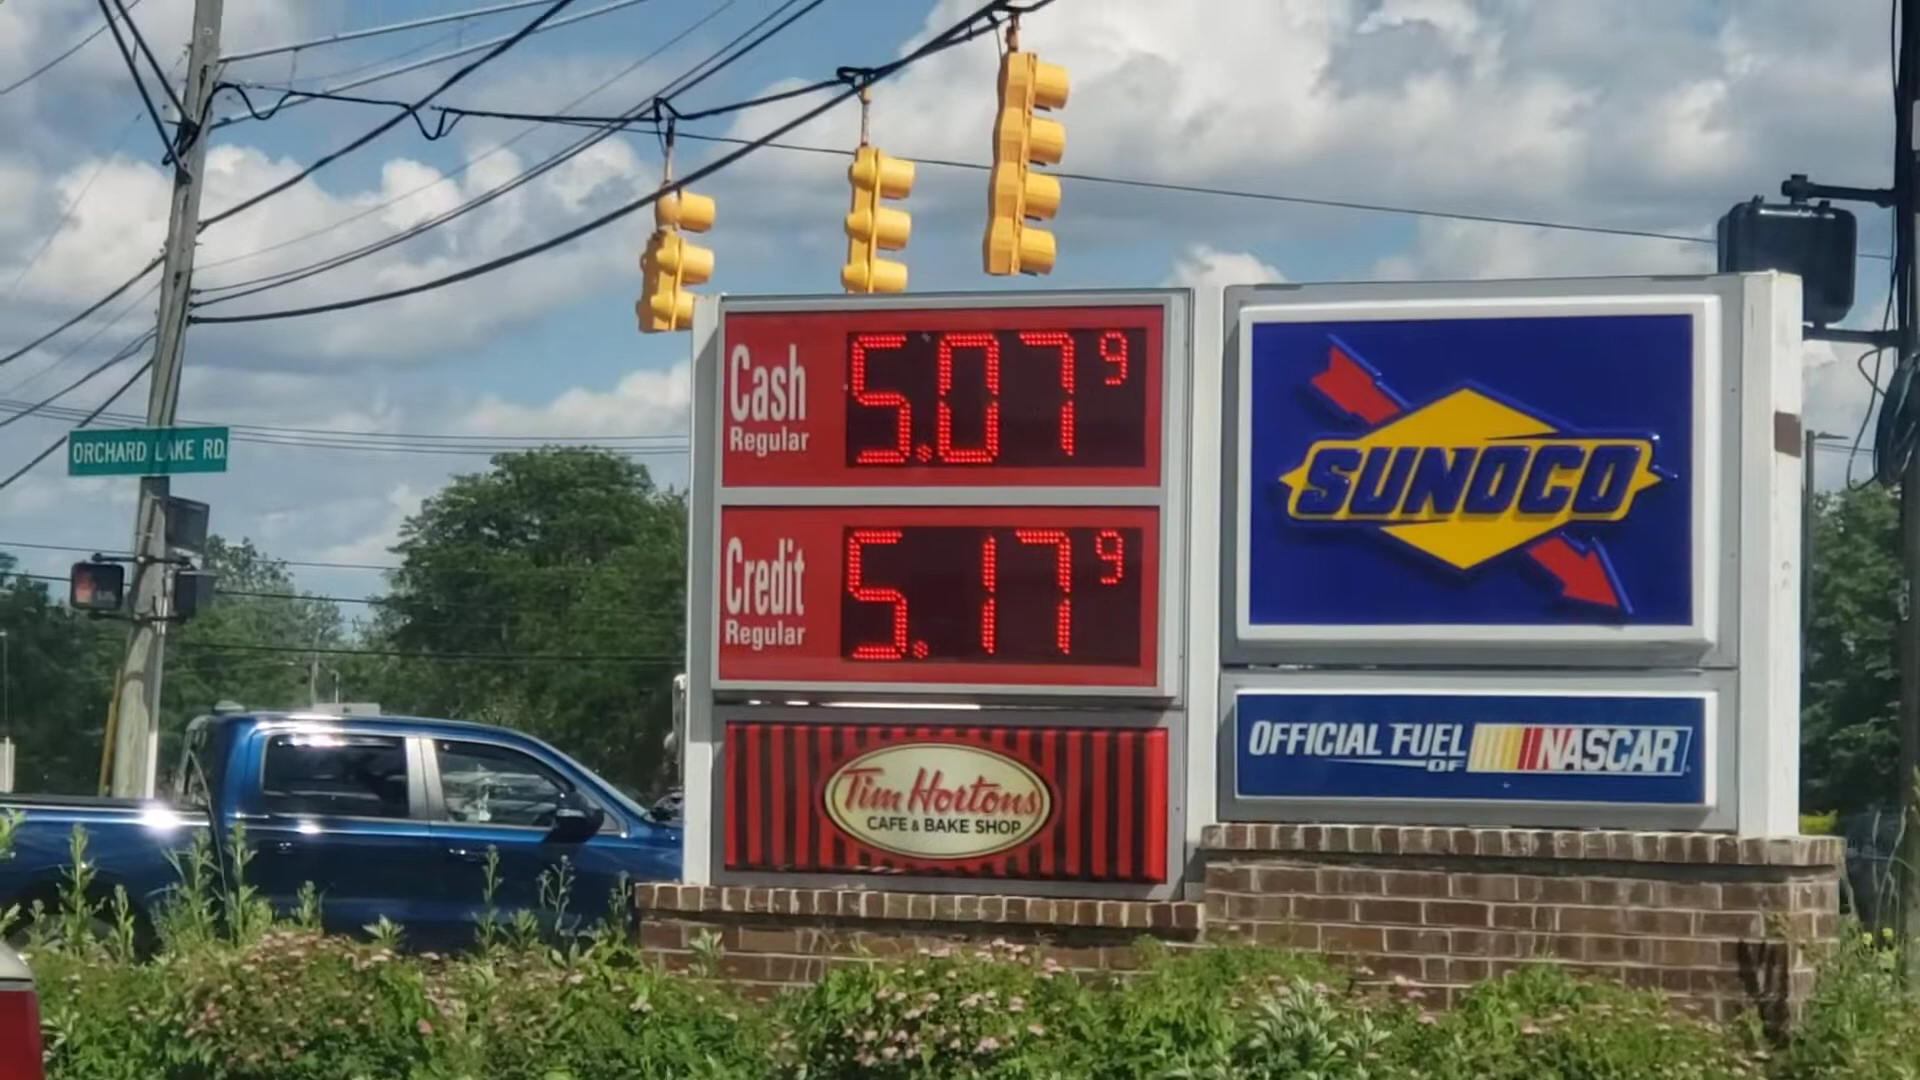 ORCHARD LAKE RD.
Cash
Regular
5.07 9
Credit
Regular
5.17 9
SUNOCO
OFFICIAL FUEL
OF
NASCAR
Tim Hortons
CAFE & BAKE SHOP